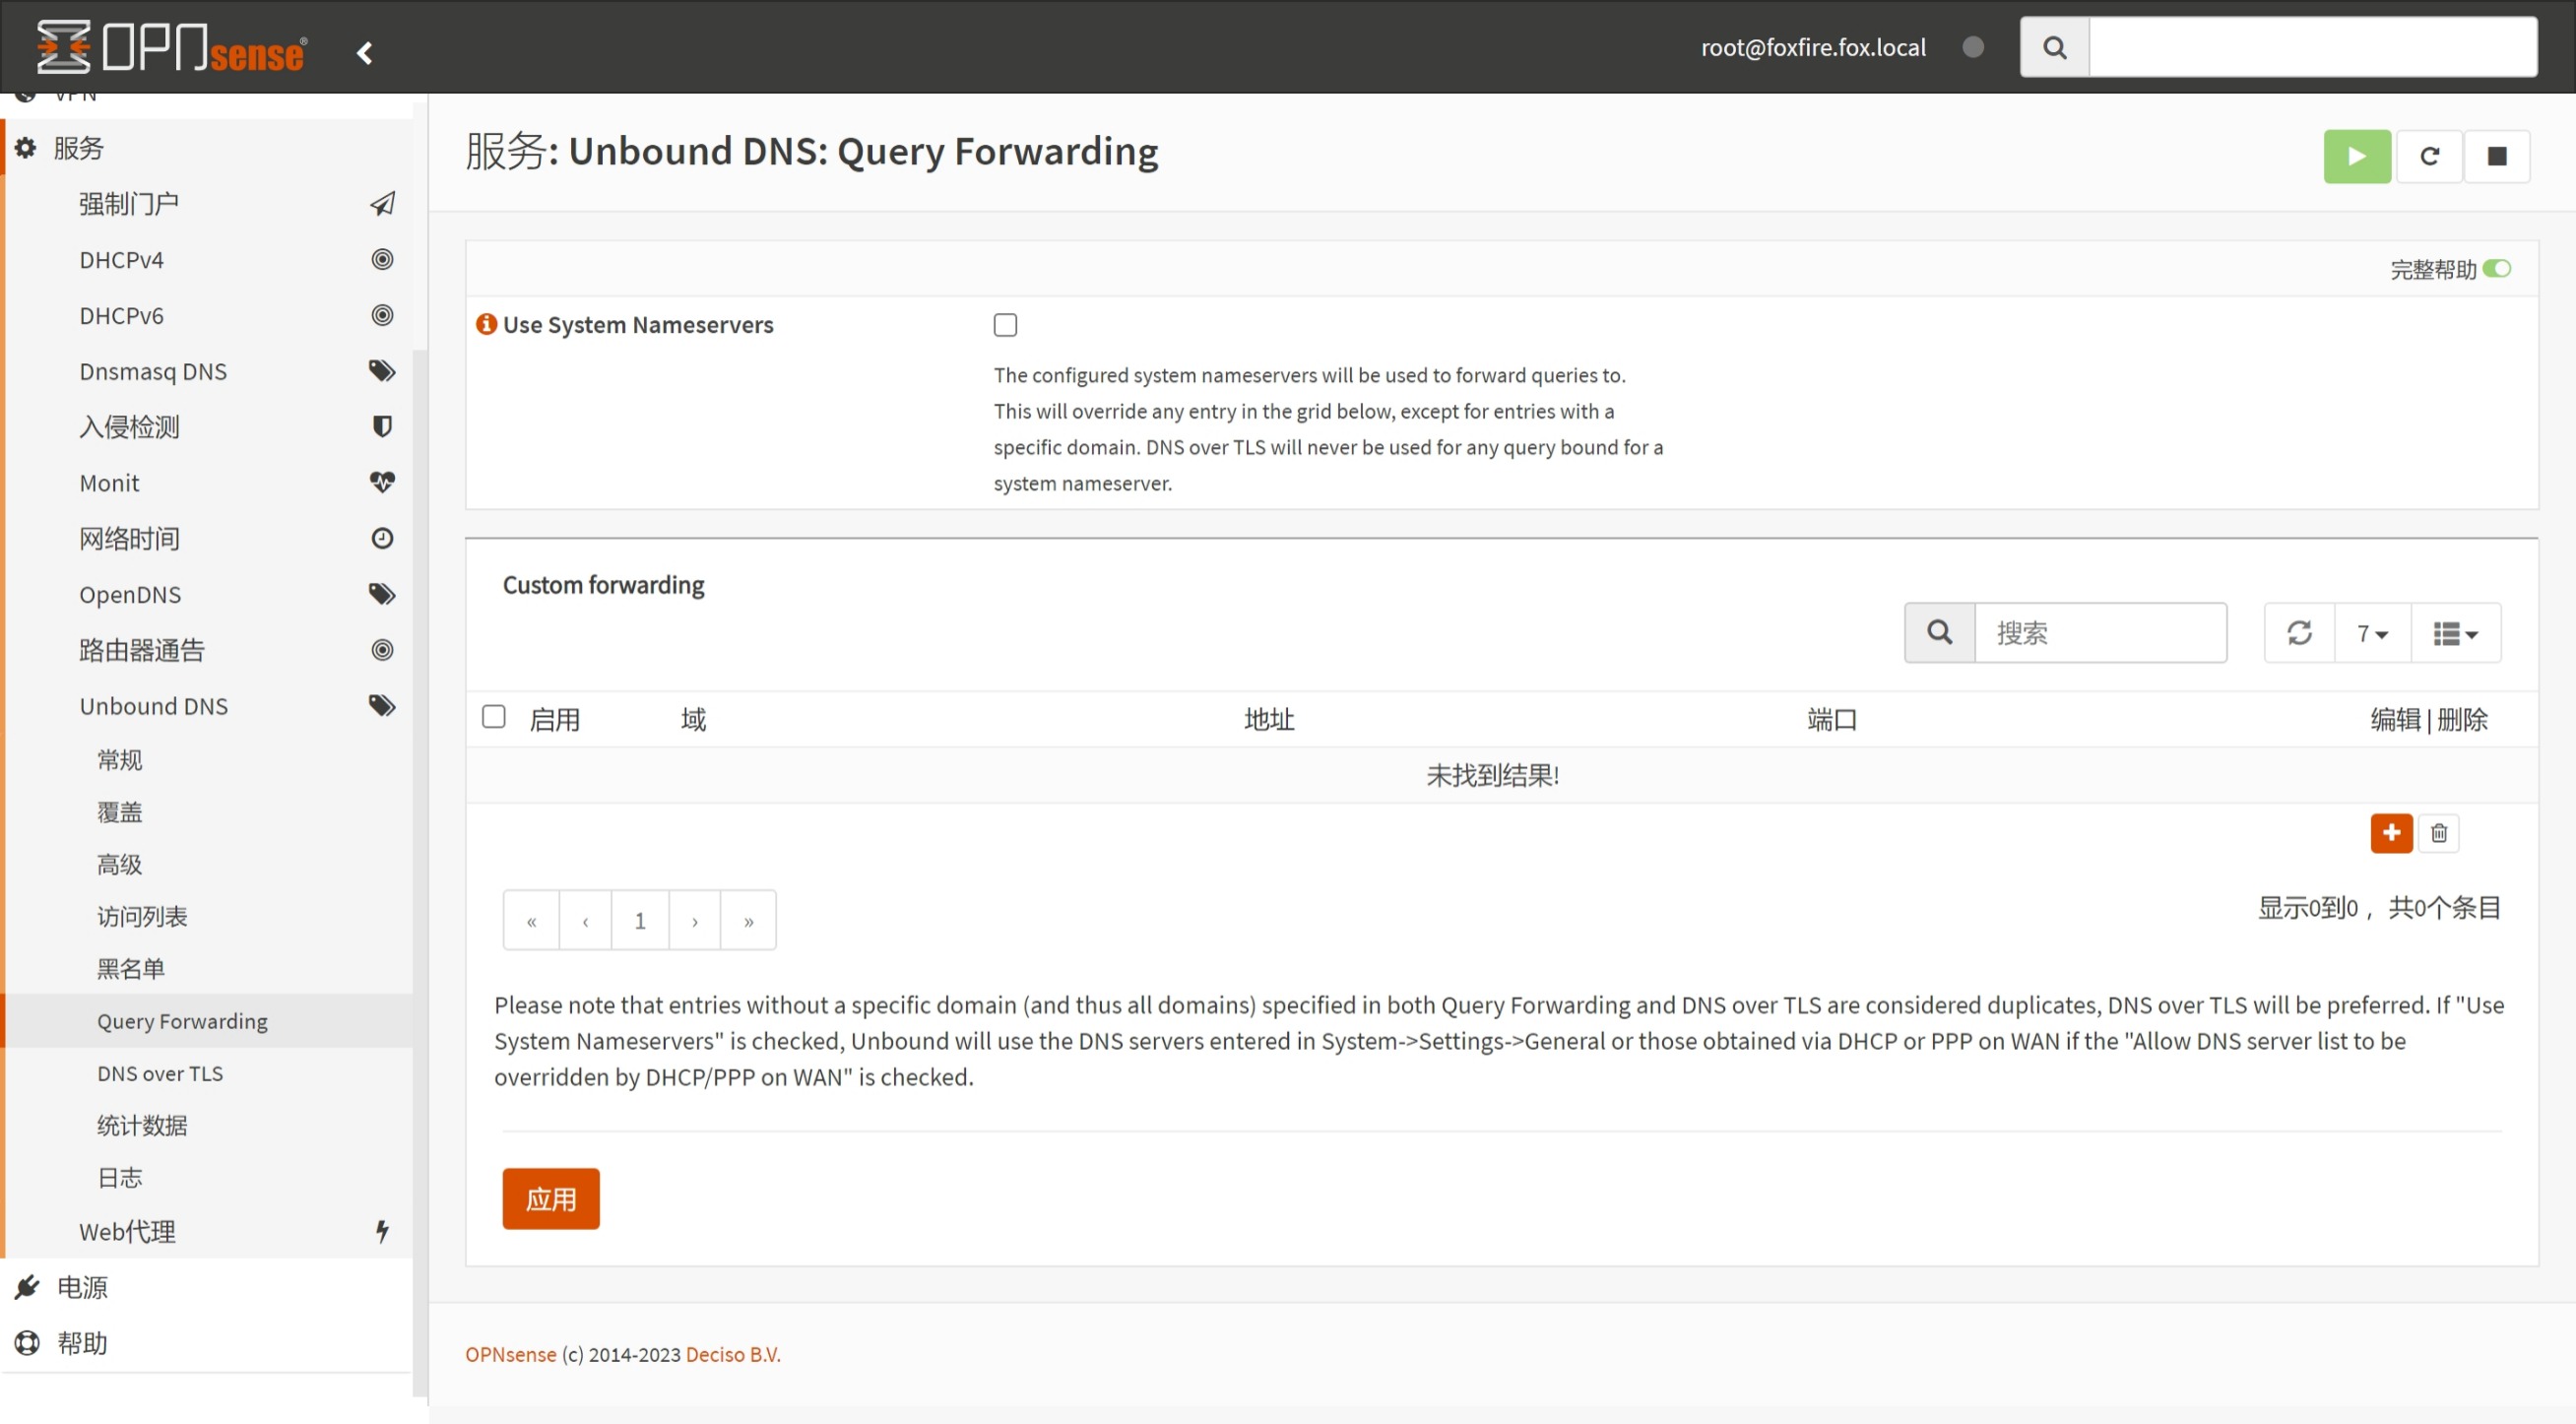 OPNsense®
root@foxfire.fox.local
VPN
服务
强制门户
DHCPv4
DHCPv6
Dnsmasq DNS
入侵检测
Monit
网络时间
OpenDNS
路由器通告
Unbound DNS
常规
覆盖
高级
访问列表
黑名单
Query Forwarding
DNS over TLS
统计数据
日志
Web代理
电源
帮助
服务: Unbound DNS: Query Forwarding
完整帮助
Use System Nameservers
The configured system nameservers will be used to forward queries to.
This will override any entry in the grid below, except for entries with a
specific domain. DNS over TLS will never be used for any query bound for a
system nameserver.
Custom forwarding
搜索
7
启用 域 地址 端口 编辑 | 删除
未找到结果!
« ‹ 1 › »
显示0到0，共0个条目
Please note that entries without a specific domain (and thus all domains) specified in both Query Forwarding and DNS over TLS are considered duplicates, DNS over TLS will be preferred. If "Use
System Nameservers" is checked, Unbound will use the DNS servers entered in System->Settings->General or those obtained via DHCP or PPP on WAN if the "Allow DNS server list to be
overridden by DHCP/PPP on WAN" is checked.
应用
OPNsense (c) 2014-2023 Deciso B.V.